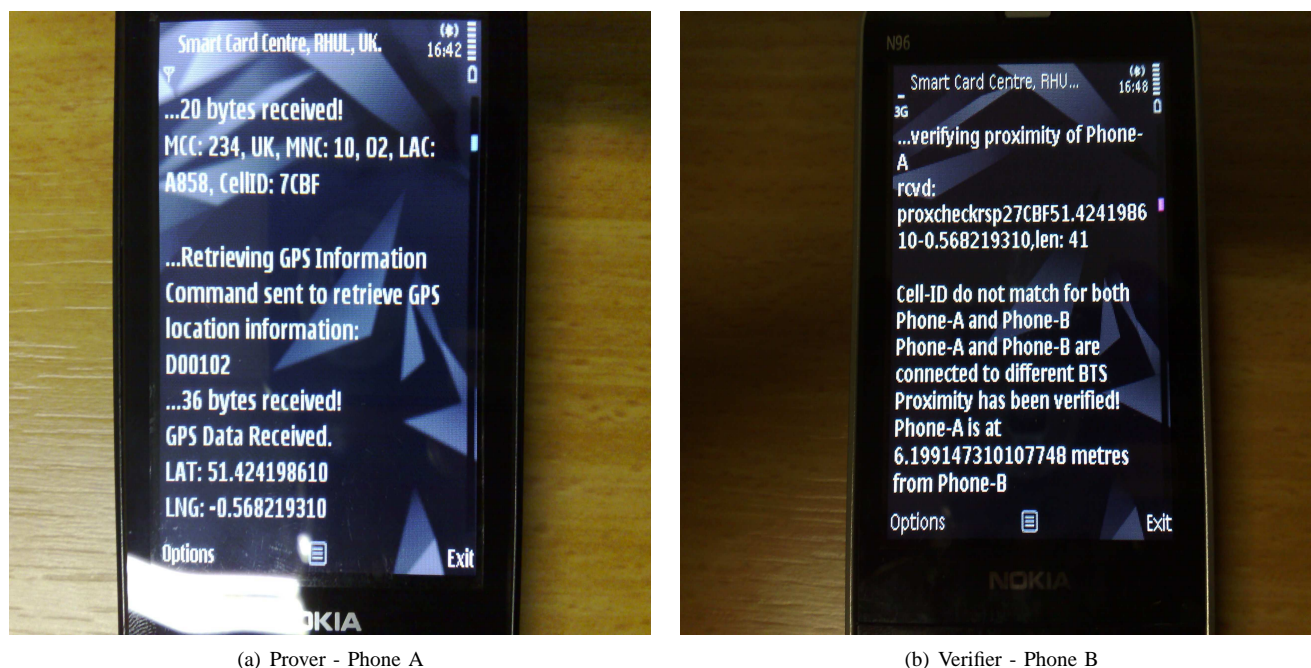 Smart Card Centre, RHUL, UK.
16:42
...20 bytes received!
MCC: 234, UK, MNC: 10, O2, LAC:
A858, CellID: 7CBF
...Retrieving GPS Information
Command sent to retrieve GPS
location information:
D00102
...36 bytes received!
GPS Data Received.
LAT: 51.424198610
LNG: -0.568219310
Options
Exit
OKIA
(a) Prover - Phone A
N96
Smart Card Centre, RHU...
16:48
3G
...verifying proximity of Phone-
A
rcvd:
proxcheckrsp27CBF51.4241986
10-0.568219310,len: 41
Cell-ID do not match for both
Phone-A and Phone-B
Phone-A and Phone-B are
connected to different BTS
Proximity has been verified!
Phone-A is at
6.199147310107748 metres
from Phone-B
Options
Exit
NOKIA
(b) Verifier - Phone B